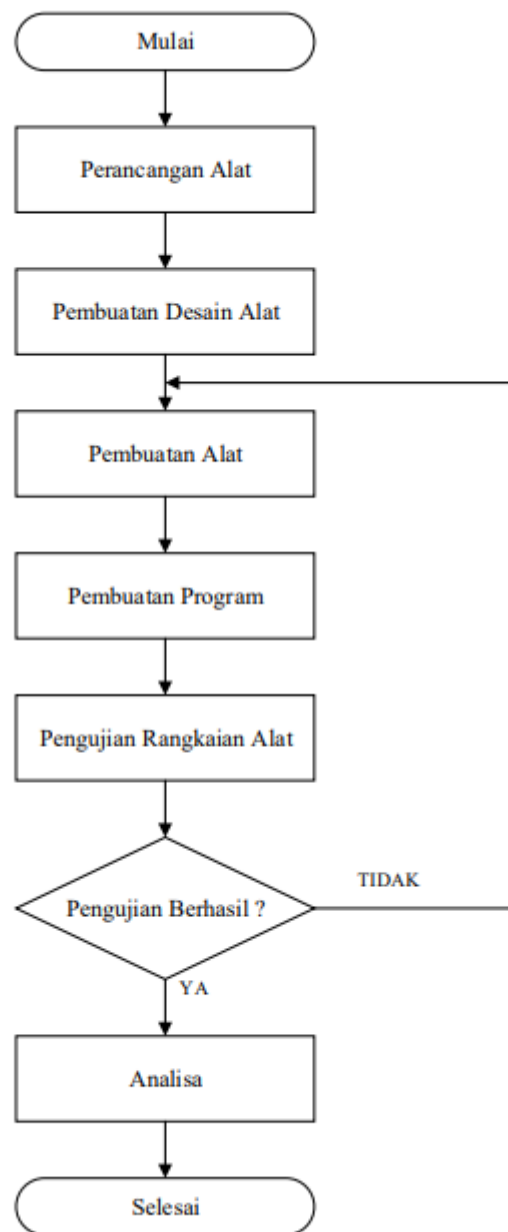 Mulai
Perancangan Alat
Pembuatan Desain Alat
Pembuatan Alat
Pembuatan Program
Pengujian Rangkaian Alat
Pengujian Berhasil ?
TIDAK
YA
Analisa
Selesai